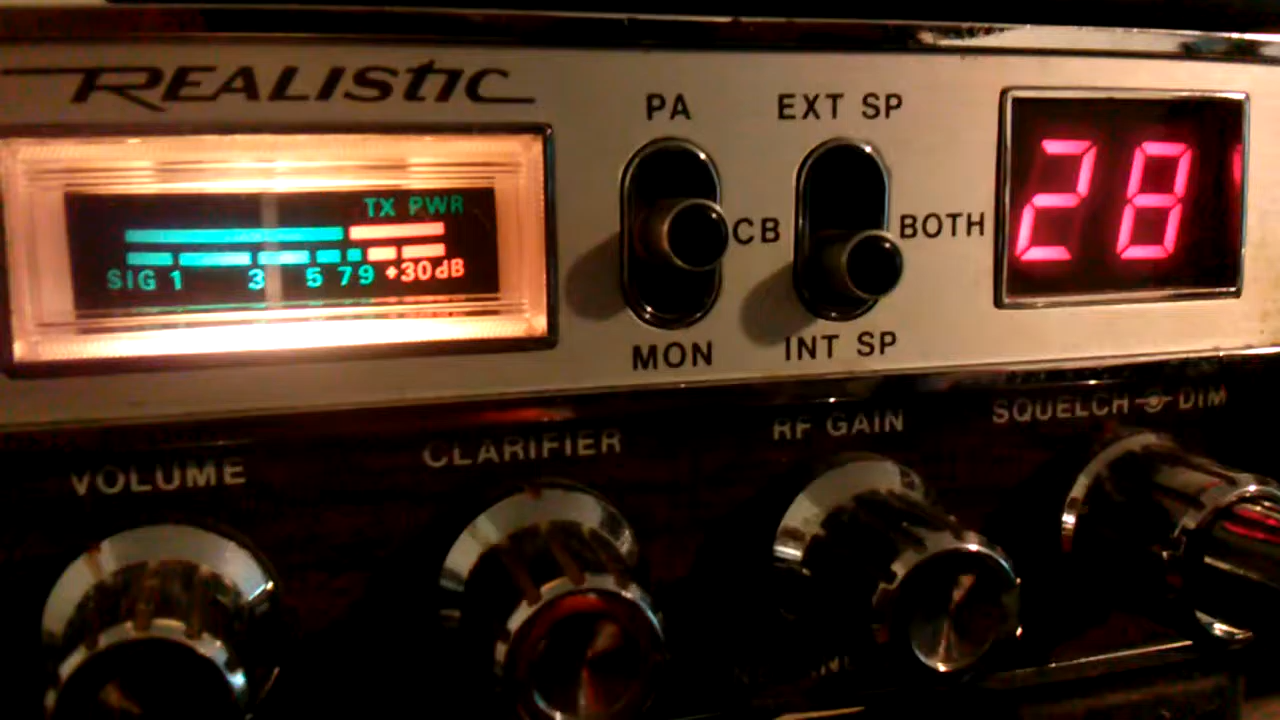 REALISTIC
PA
EXT SP
TX PWR
CB
BOTH
28
SIG 1 3 5 7 9 +30dB
MON
INT SP
SQUELCH DIM
RF GAIN
CLARIFIER
VOLUME